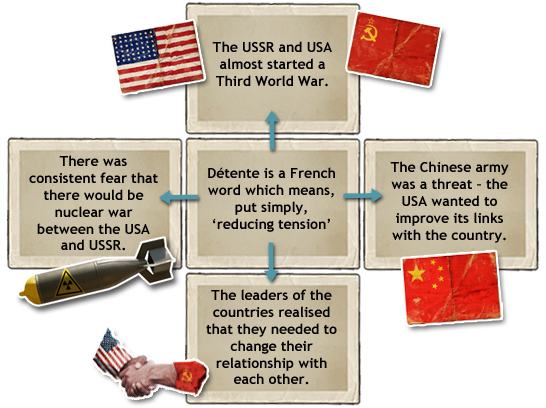 The USSR and USA
almost started a
Third World War.
There was
consistent fear that
there would be
nuclear war
between the USA
and USSR.
Détente is a French
word which means,
put simply,
‘reducing tension’
The Chinese army
was a threat – the
USA wanted to
improve its links
with the country.
The leaders of the
countries realised
that they needed to
change their
relationship with
each other.